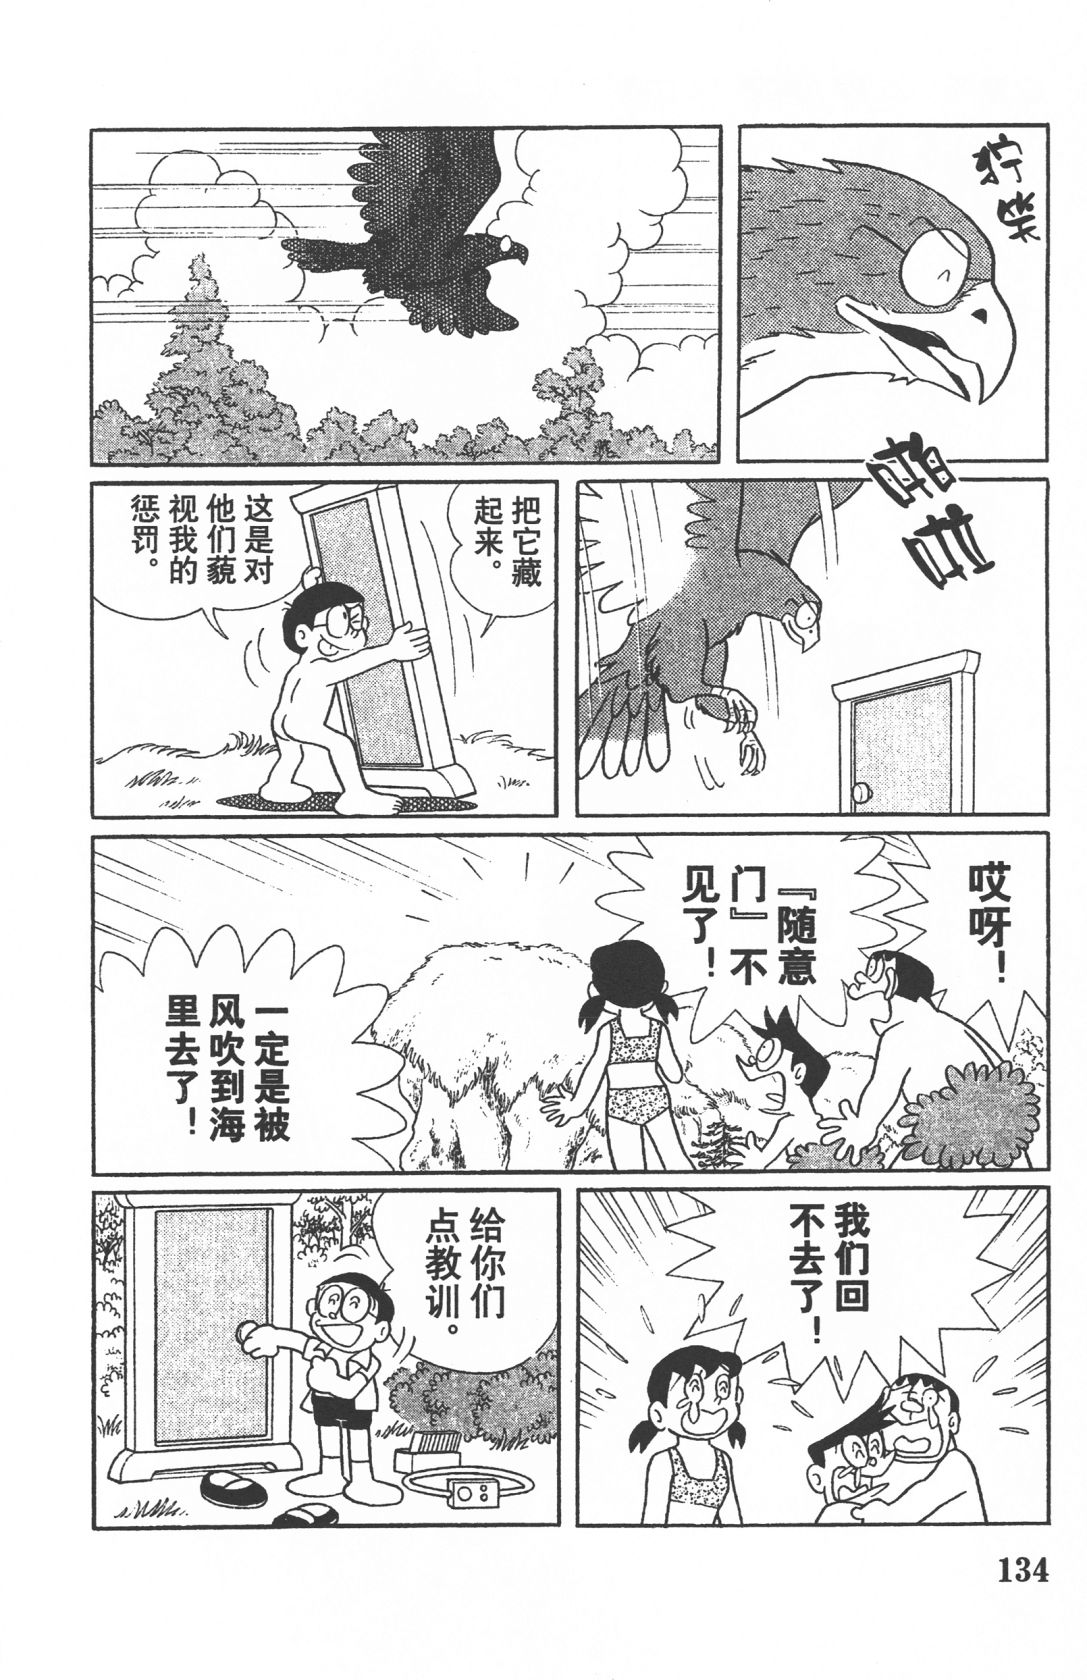 狞
笑
啪
啦
把它藏
起来。
这是对
他们藐
视我的
惩罚。
哎呀！
『随意
门』不
见了！
一定是被
风吹到海
里去了！
我们回
不去了！
给你们
点教训。
134